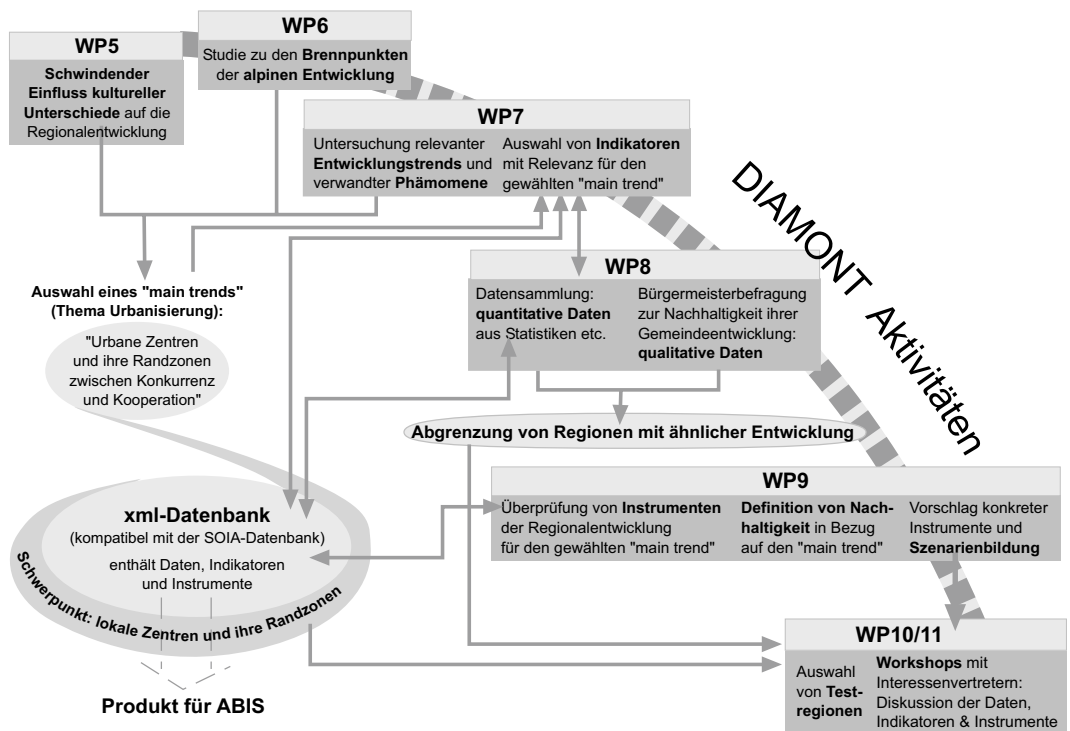 WP5
Schwindender
Einfluss kultureller
Unterschiede auf die
Regionalentwicklung
WP6
Studie zu den Brennpunkten
der alpinen Entwicklung
WP7
Untersuchung relevanter
Entwicklungstrends und
verwandter Phämomene
Auswahl von Indikatoren
mit Relevanz für den
gewählten "main trend"
DIAMONT Aktivitäten
WP8
Datensammlung:
quantitative Daten
aus Statistiken etc.
Bürgermeisterbefragung
zur Nachhaltigkeit ihrer
Gemeindeentwicklung:
qualitative Daten
Auswahl eines "main trends"
(Thema Urbanisierung):
"Urbane Zentren
und ihre Randzonen
zwischen Konkurrenz
und Kooperation"
Abgrenzung von Regionen mit ähnlicher Entwicklung
WP9
Überprüfung von Instrumenten
der Regionalentwicklung
für den gewählten "main trend"
Definition von Nach-
haltigkeit in Bezug
auf den "main trend"
Vorschlag konkreter
Instrumente und
Szenarienbildung
xml-Datenbank
(kompatibel mit der SOIA-Datenbank)
enthält Daten, Indikatoren
und Instrumente
Schwerpunkt: lokale Zentren und ihre Randzonen
Produkt für ABIS
WP10/11
Auswahl
von Test-
regionen
Workshops mit
Interessenvertretern:
Diskussion der Daten,
Indikatoren & Instrumente